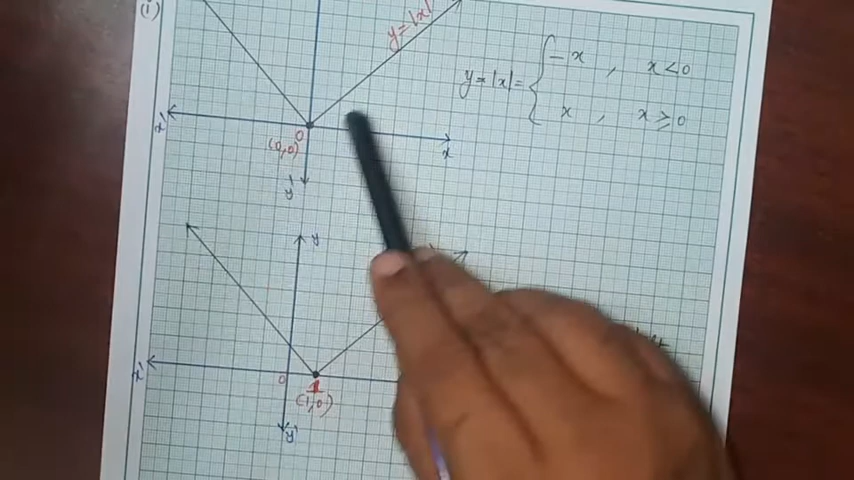 (i)
y=|x|
y=|x|= { -x , x<0
x , x≥0
x'
0
(0,0)
x
y'
y
x'
0
1
(1,0)
y'